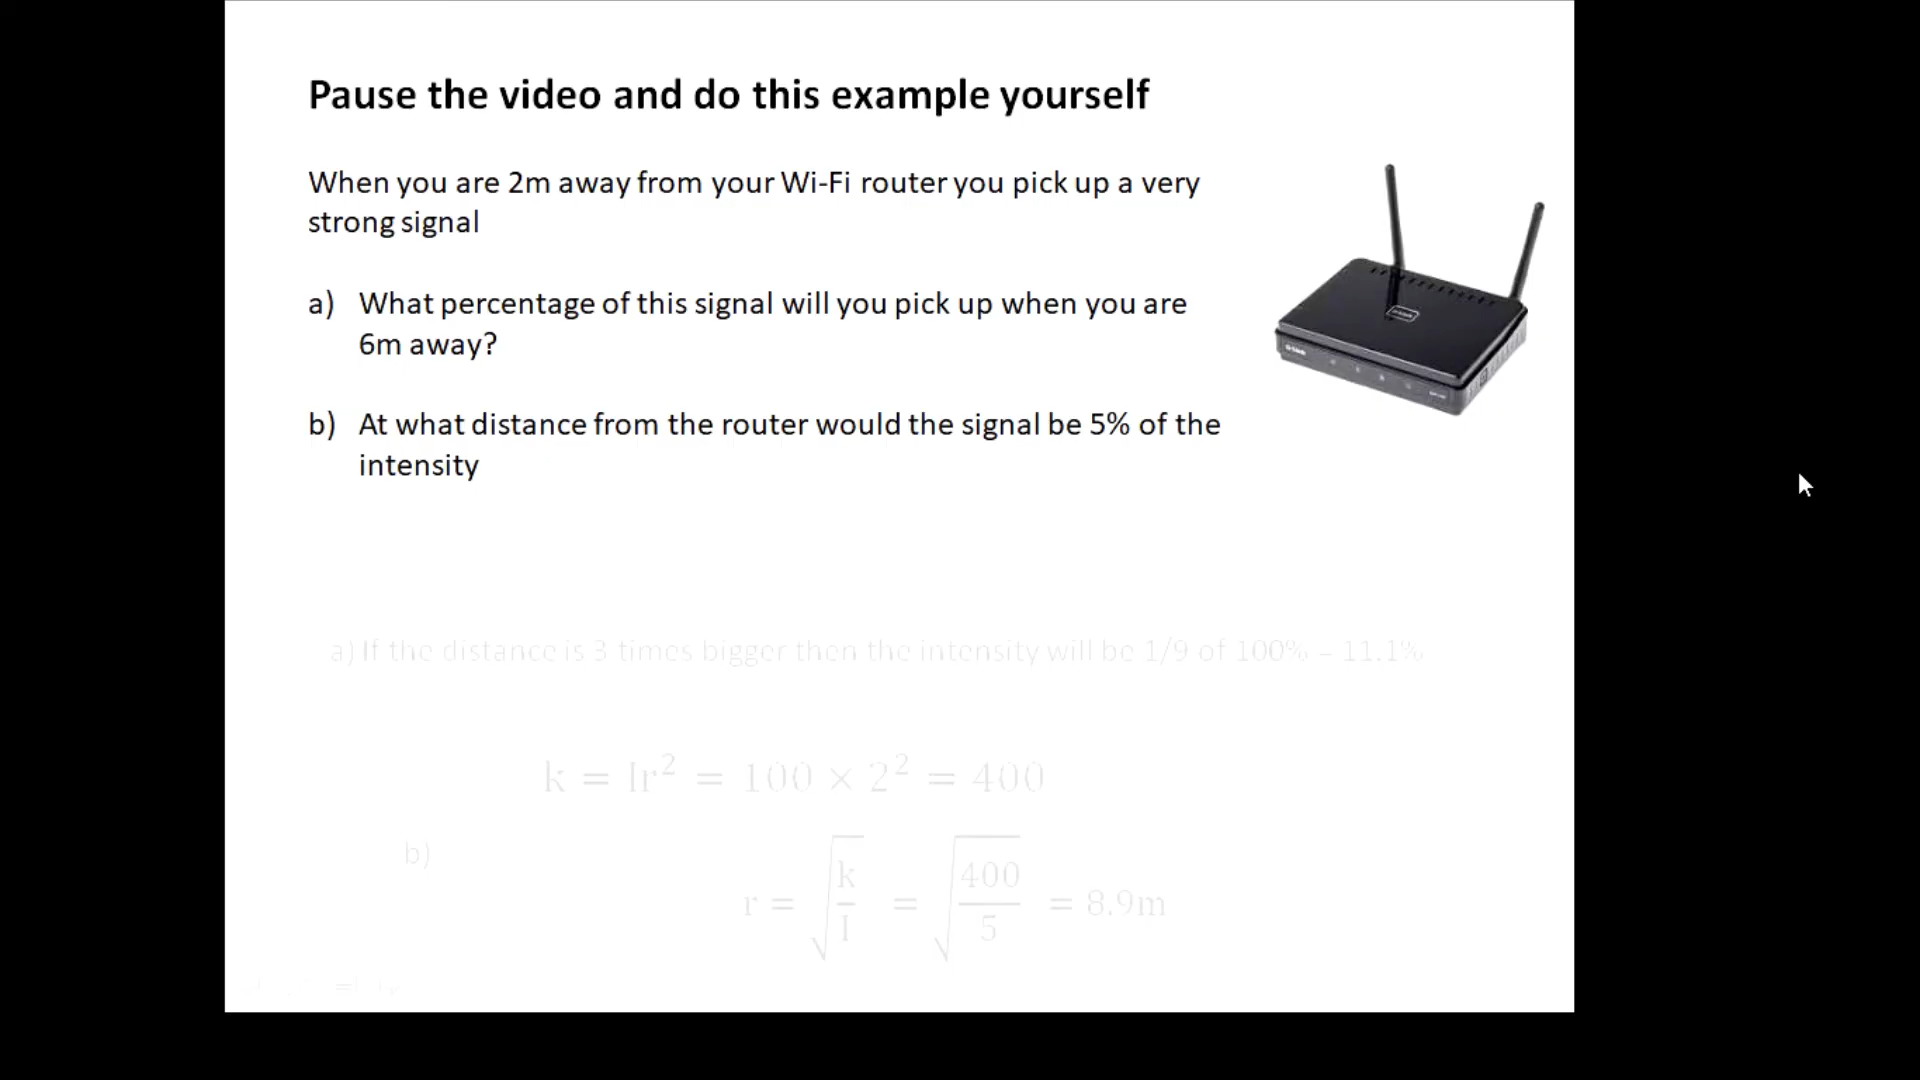 Pause the video and do this example yourself
When you are 2m away from your Wi-Fi router you pick up a very
strong signal
a) What percentage of this signal will you pick up when you are
6m away?
b) At what distance from the router would the signal be 5% of the
intensity
a) If the distance is 3 times bigger then the intensity will be 1/9 of 100% = 11.1%
k = Ir² = 100 × 2² = 400
b)
r = √(k/I) = √(400/5) = 8.9m